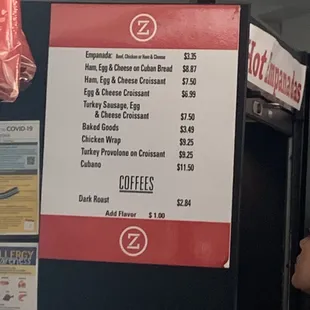 Z
Empanada: Beef, Chicken or Ham & Cheese $3.35
Ham, Egg & Cheese on Cuban Bread $8.87
Ham, Egg & Cheese Croissant $7.50
Egg & Cheese Croissant $6.99
Turkey Sausage, Egg
& Cheese Croissant $7.50
Baked Goods $3.49
Chicken Wrap $9.25
Turkey Provolone on Croissant $9.25
Cubano $11.50
COFFEES
Dark Roast $2.84
Add Flavor $1.00
Z
Hot Empanadas
COVID-19
ALLERGY